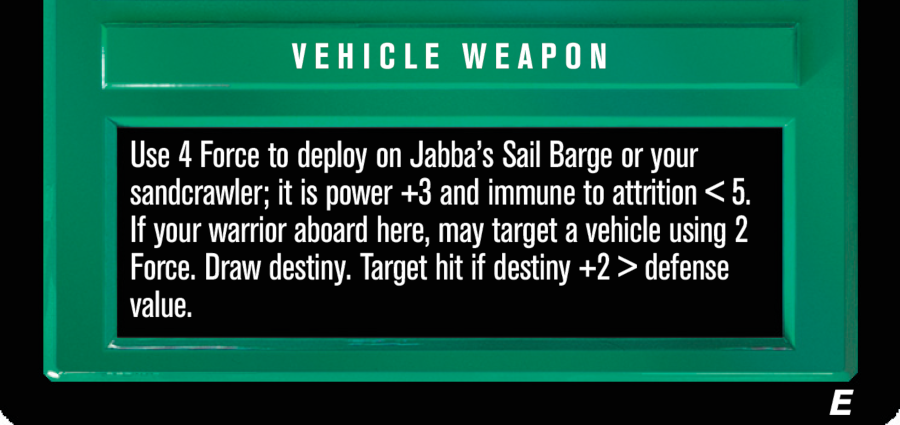 VEHICLE WEAPON
Use 4 Force to deploy on Jabba's Sail Barge or your
sandcrawler; it is power +3 and immune to attrition < 5.
If your warrior aboard here, may target a vehicle using 2
Force. Draw destiny. Target hit if destiny +2 > defense
value.
E